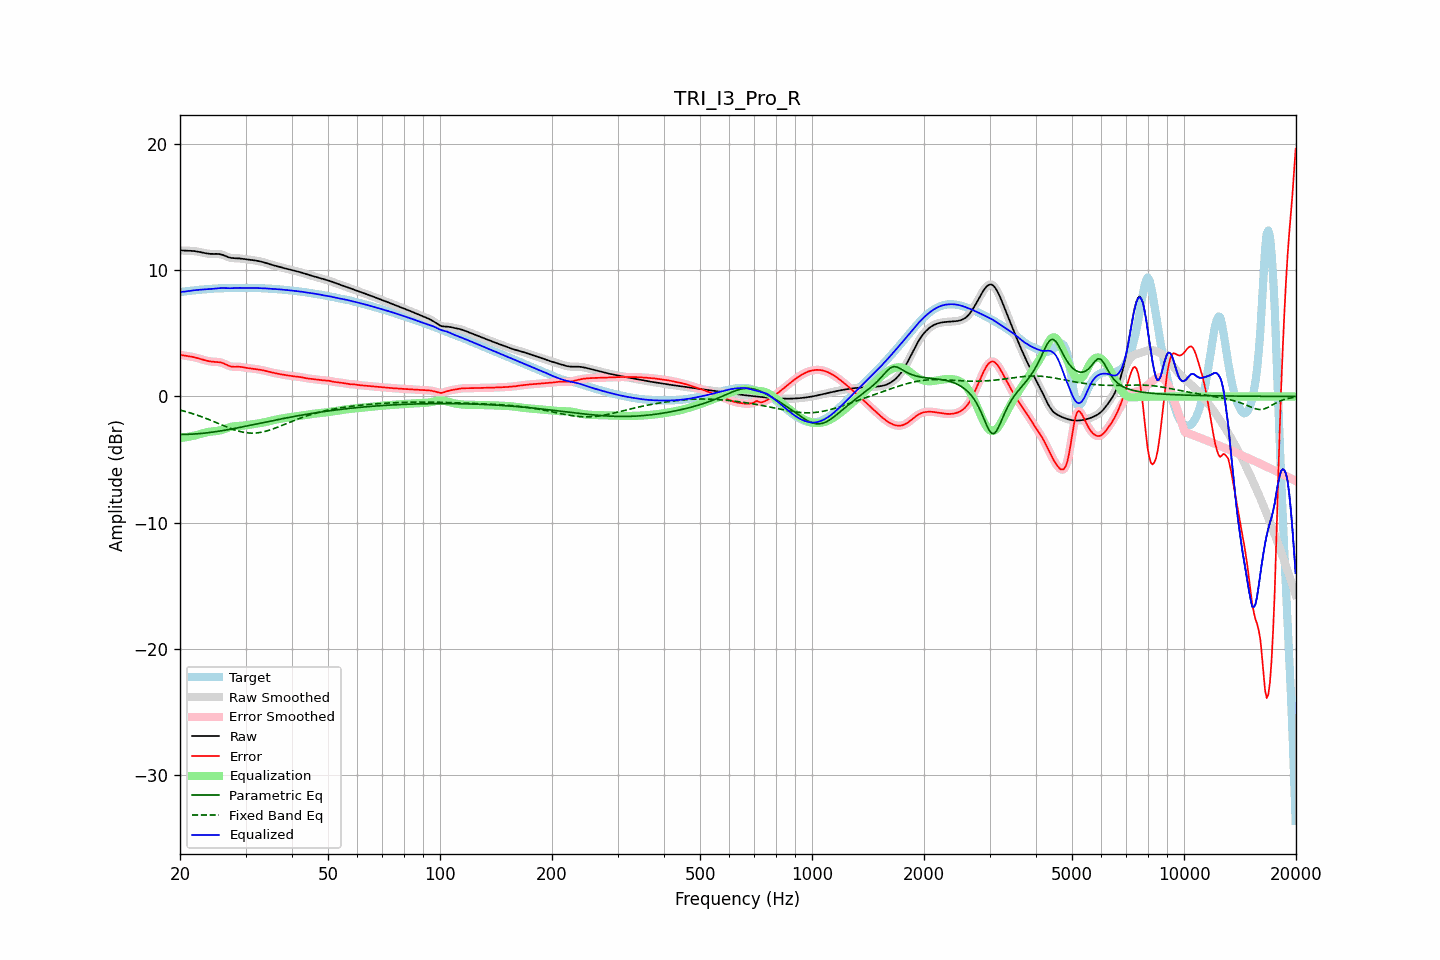 TRI_I3_Pro_R
20
10
0
−10
−20
−30
Amplitude (dBr)
Target
Raw Smoothed
Error Smoothed
Raw
Error
Equalization
Parametric Eq
Fixed Band Eq
Equalized
20 50 100 200 500 1000 2000 5000 10000 20000
Frequency (Hz)